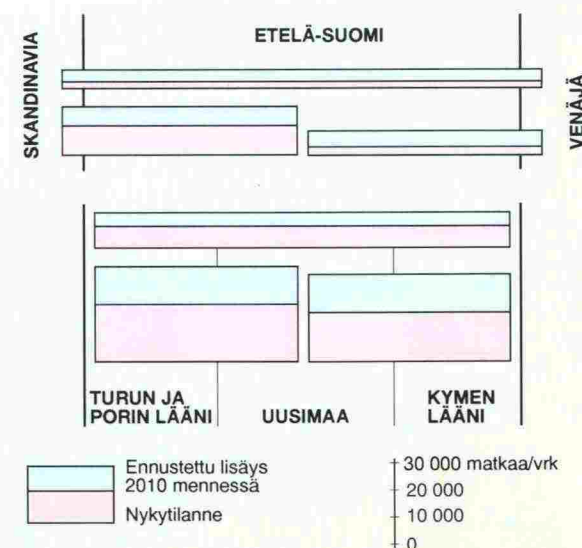 ETELÄ-SUOMI
SKANDINAVIA
VENÄJÄ
TURUN JA
PORIN LÄÄNI
UUSIMAA
KYMEN
LÄÄNI
Ennustettu lisäys
2010 mennessä
Nykytilanne
30 000 matkaa/vrk
20 000
10 000
0